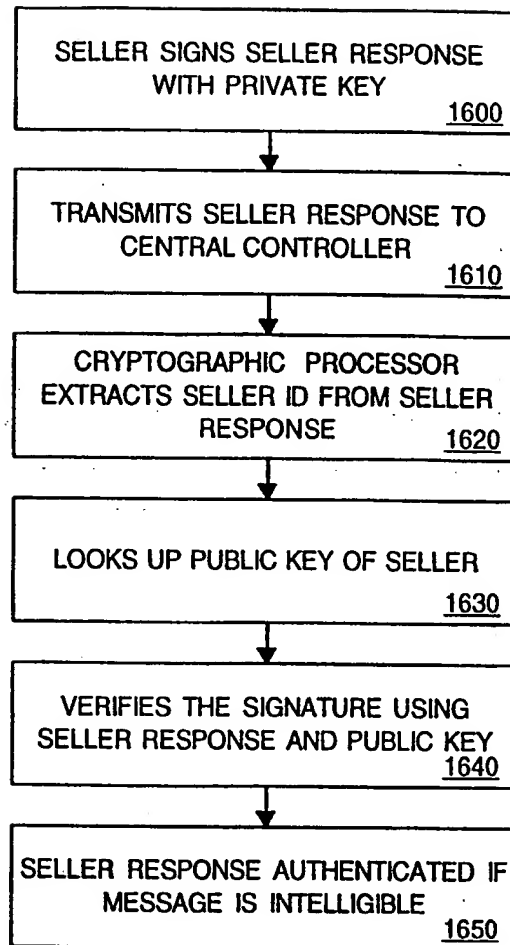 SELLER SIGNS SELLER RESPONSE
WITH PRIVATE KEY
1600
TRANSMITS SELLER RESPONSE TO
CENTRAL CONTROLLER
1610
CRYPTOGRAPHIC PROCESSOR
EXTRACTS SELLER ID FROM SELLER
RESPONSE
1620
LOOKS UP PUBLIC KEY OF SELLER
1630
VERIFIES THE SIGNATURE USING
SELLER RESPONSE AND PUBLIC KEY
1640
SELLER RESPONSE AUTHENTICATED IF
MESSAGE IS INTELLIGIBLE
1650